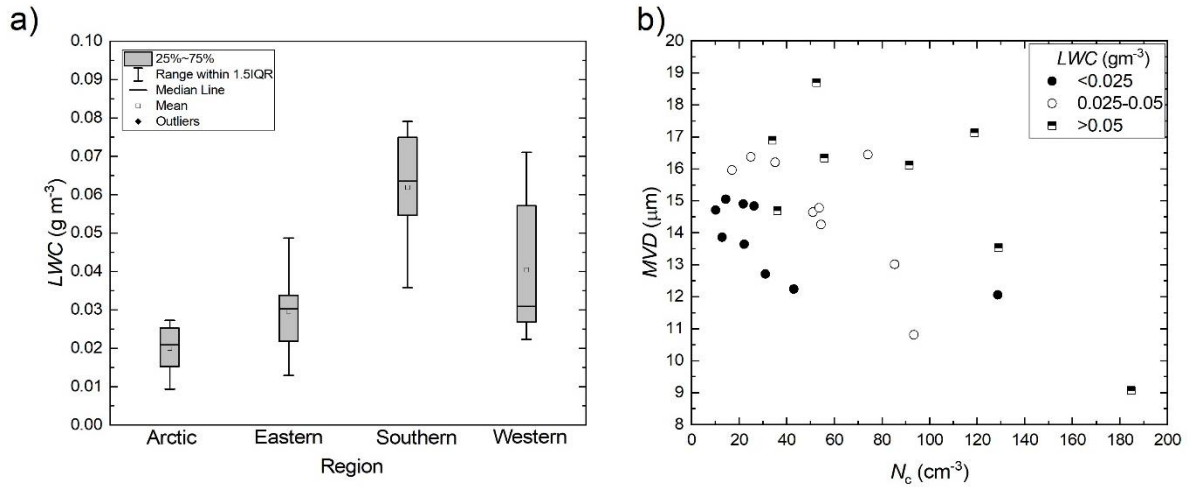 a)
LWC (g m-3)
0.10
0.09
0.08
0.07
0.06
0.05
0.04
0.03
0.02
0.01
0.00
25%~75%
Range within 1.5IQR
Median Line
Mean
Outliers
Arctic Eastern Southern Western
Region
b)
MVD (μm)
19
18
17
16
15
14
13
12
11
10
9
8
LWC (gm-3)
<0.025
0.025-0.05
>0.05
0 20 40 60 80 100 120 140 160 180 200
Nc (cm-3)